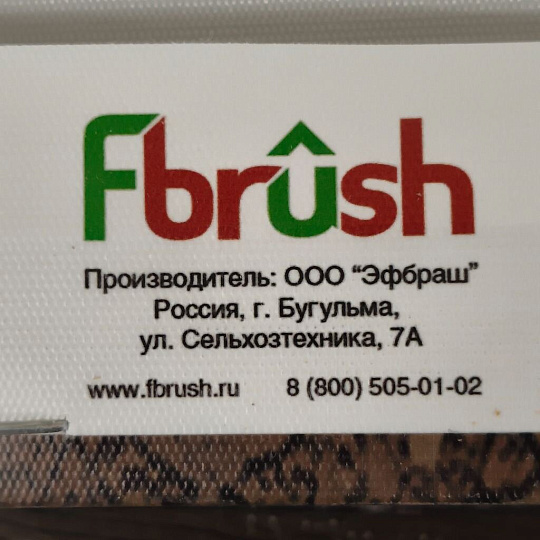 Fbrush
Производитель: ООО "Эфбраш"
Россия, г. Бугульма,
ул. Сельхозтехника, 7А
www.fbrush.ru 8 (800) 505-01-02